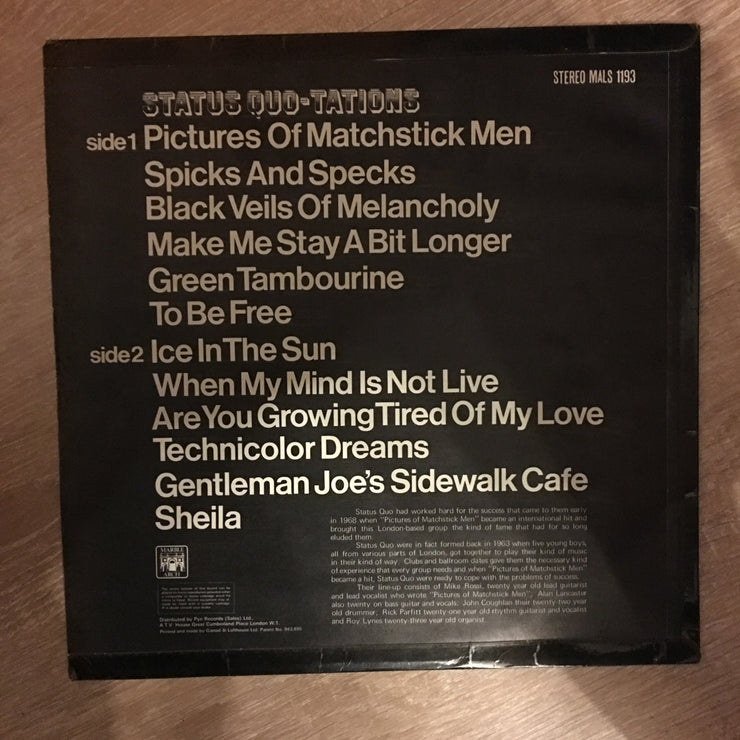 STEREO MALS 1193
STATUS QUO-TATIONS
side1 Pictures Of Matchstick Men
Spicks And Specks
Black Veils Of Melancholy
Make Me Stay A Bit Longer
Green Tambourine
To Be Free
side2 Ice In The Sun
When My Mind Is Not Live
Are You Growing Tired Of My Love
Technicolor Dreams
Gentleman Joe's Sidewalk Cafe
Sheila
Status Quo had worked hard for the success that came to them early
in 1968 when "Pictures of Matchstick Men" became an international hit and
brought this London-based group the kind of fame that had for so long
eluded them.
Status Quo were in fact formed back in 1963 when five young boys,
all from various parts of London, got together to play their kind of music
in their kind of way. Clubs and ballroom dates gave them the necessary kind
of experience that every group needs and when "Pictures of Matchstick Men"
became a hit, Status Quo were ready to cope with the problems of success.
Their line-up consists of Mike Rossi, twenty year old lead guitarist
and lead vocalist who wrote "Pictures of Matchstick Men"; Alan Lancaster
also twenty on bass guitar and vocals; John Coughlan their twenty-two year
old drummer; Rick Parfitt twenty-one year old rhythm guitarist and vocalist
and Roy Lynes twenty-three year old organist.
MARBLE
ARCH
Distributed by Pye Records (Sales) Ltd.,
A.T.V. House Great Cumberland Place London W.1.
Printed and made by Garrod & Lofthouse Ltd. Patent No. 943,895